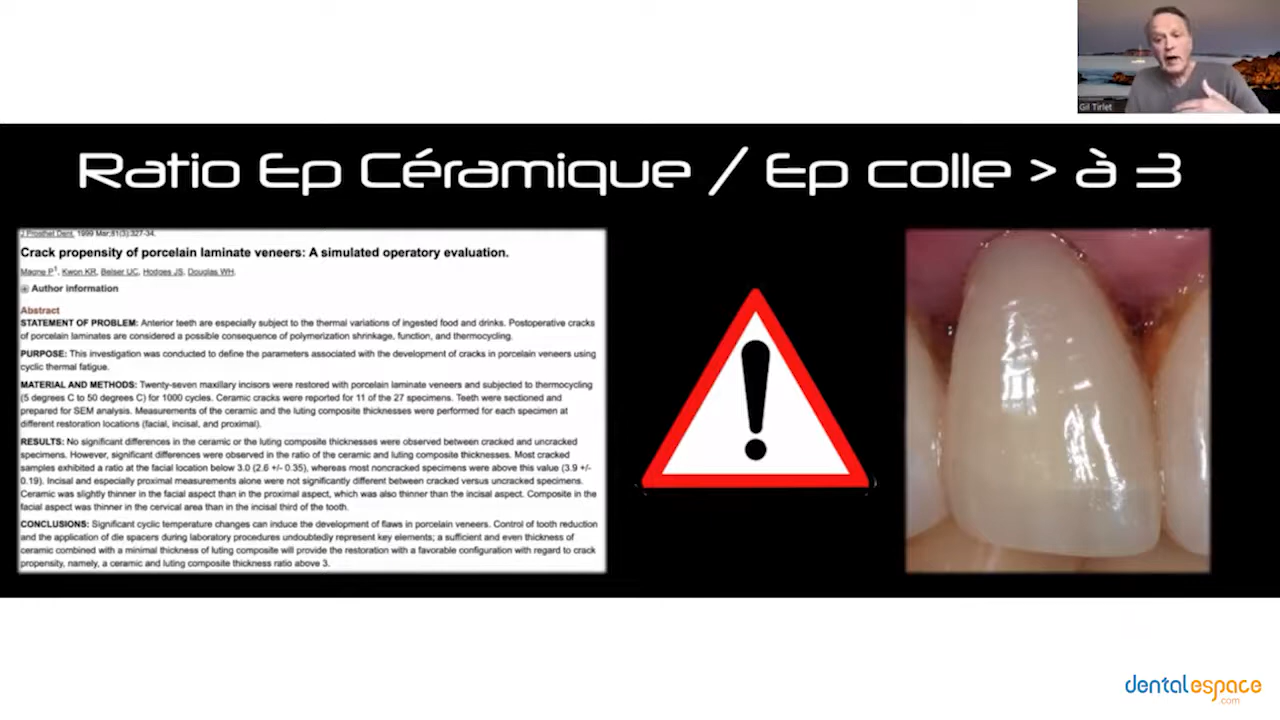 Gil Tirlet
Ratio Ep Céramique / Ep colle > à 3
J Prosthet Dent. 1999 Mar;81(3):327-34.
Crack propensity of porcelain laminate veneers: A simulated operatory evaluation.
Magne P1, Kwon KR, Belser UC, Hodges JS, Douglas WH.
Author information
Abstract
STATEMENT OF PROBLEM: Anterior teeth are especially subject to the thermal variations of ingested food and drinks. Postoperative cracks
of porcelain laminates are considered a possible consequence of polymerization shrinkage, function, and thermocycling.
PURPOSE: This investigation was conducted to define the parameters associated with the development of cracks in porcelain veneers using
cyclic thermal fatigue.
MATERIAL AND METHODS: Twenty-seven maxillary incisors were restored with porcelain laminate veneers and subjected to thermocycling
(5 degrees C to 50 degrees C) for 1000 cycles. Ceramic cracks were reported for 11 of the 27 specimens. Teeth were sectioned and
prepared for SEM analysis. Measurements of the ceramic and the luting composite thicknesses were performed for each specimen at
different restoration locations (facial, incisal, and proximal).
RESULTS: No significant differences in the ceramic or the luting composite thicknesses were observed between cracked and uncracked
specimens. However, significant differences were observed in the ratio of the ceramic and luting composite thicknesses. Most cracked
samples exhibited a ratio at the facial location below 3.0 (2.6 +/- 0.35), whereas most noncracked specimens were above this value (3.9 +/-
0.19). Incisal and especially proximal measurements alone were not significantly different between cracked versus uncracked specimens.
Ceramic was slightly thinner in the facial aspect than in the proximal aspect, which was also thinner than the incisal aspect. Composite in the
facial aspect was thinner in the cervical area than in the incisal third of the tooth.
CONCLUSIONS: Significant cyclic temperature changes can induce the development of flaws in porcelain veneers. Control of tooth reduction
and the application of die spacers during laboratory procedures undoubtedly represent key elements; a sufficient and even thickness of
ceramic combined with a minimal thickness of luting composite will provide the restoration with a favorable configuration with regard to crack
propensity, namely, a ceramic and luting composite thickness ratio above 3.
dentalespace
.com